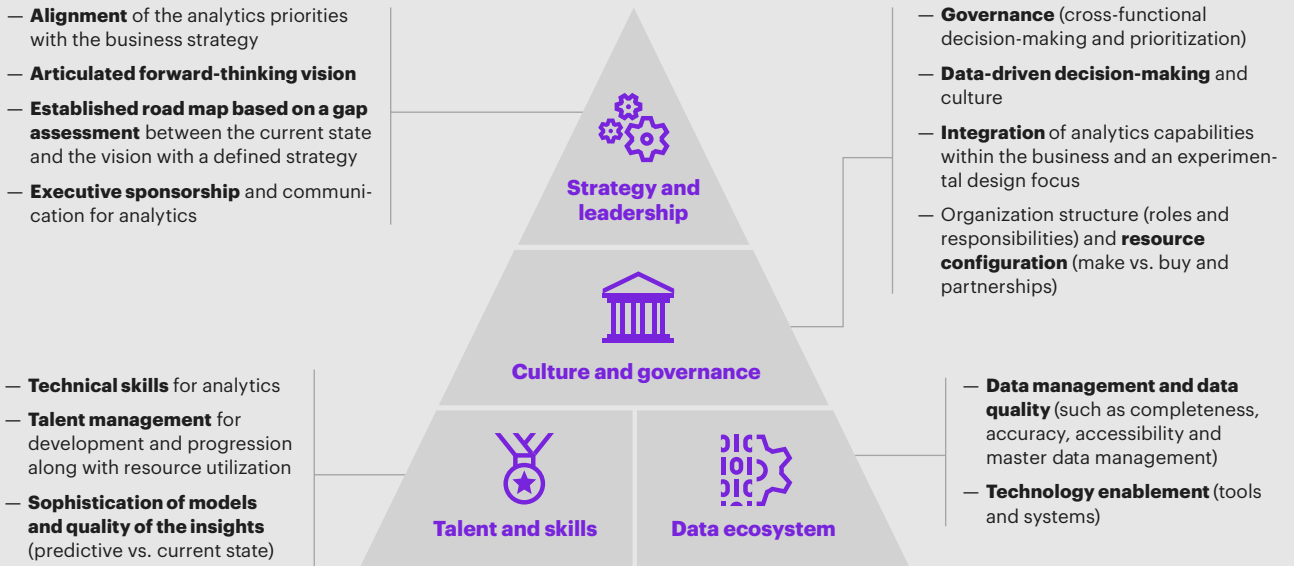 — Alignment of the analytics priorities
with the business strategy
— Articulated forward-thinking vision
— Established road map based on a gap
assessment between the current state
and the vision with a defined strategy
— Executive sponsorship and communi-
cation for analytics
Strategy and
leadership
— Governance (cross-functional
decision-making and prioritization)
— Data-driven decision-making and
culture
— Integration of analytics capabilities
within the business and an experimen-
tal design focus
— Organization structure (roles and
responsibilities) and resource
configuration (make vs. buy and
partnerships)
Culture and governance
— Technical skills for analytics
— Talent management for
development and progression
along with resource utilization
— Sophistication of models
and quality of the insights
(predictive vs. current state)
Talent and skills
Data ecosystem
— Data management and data
quality (such as completeness,
accuracy, accessibility and
master data management)
— Technology enablement (tools
and systems)